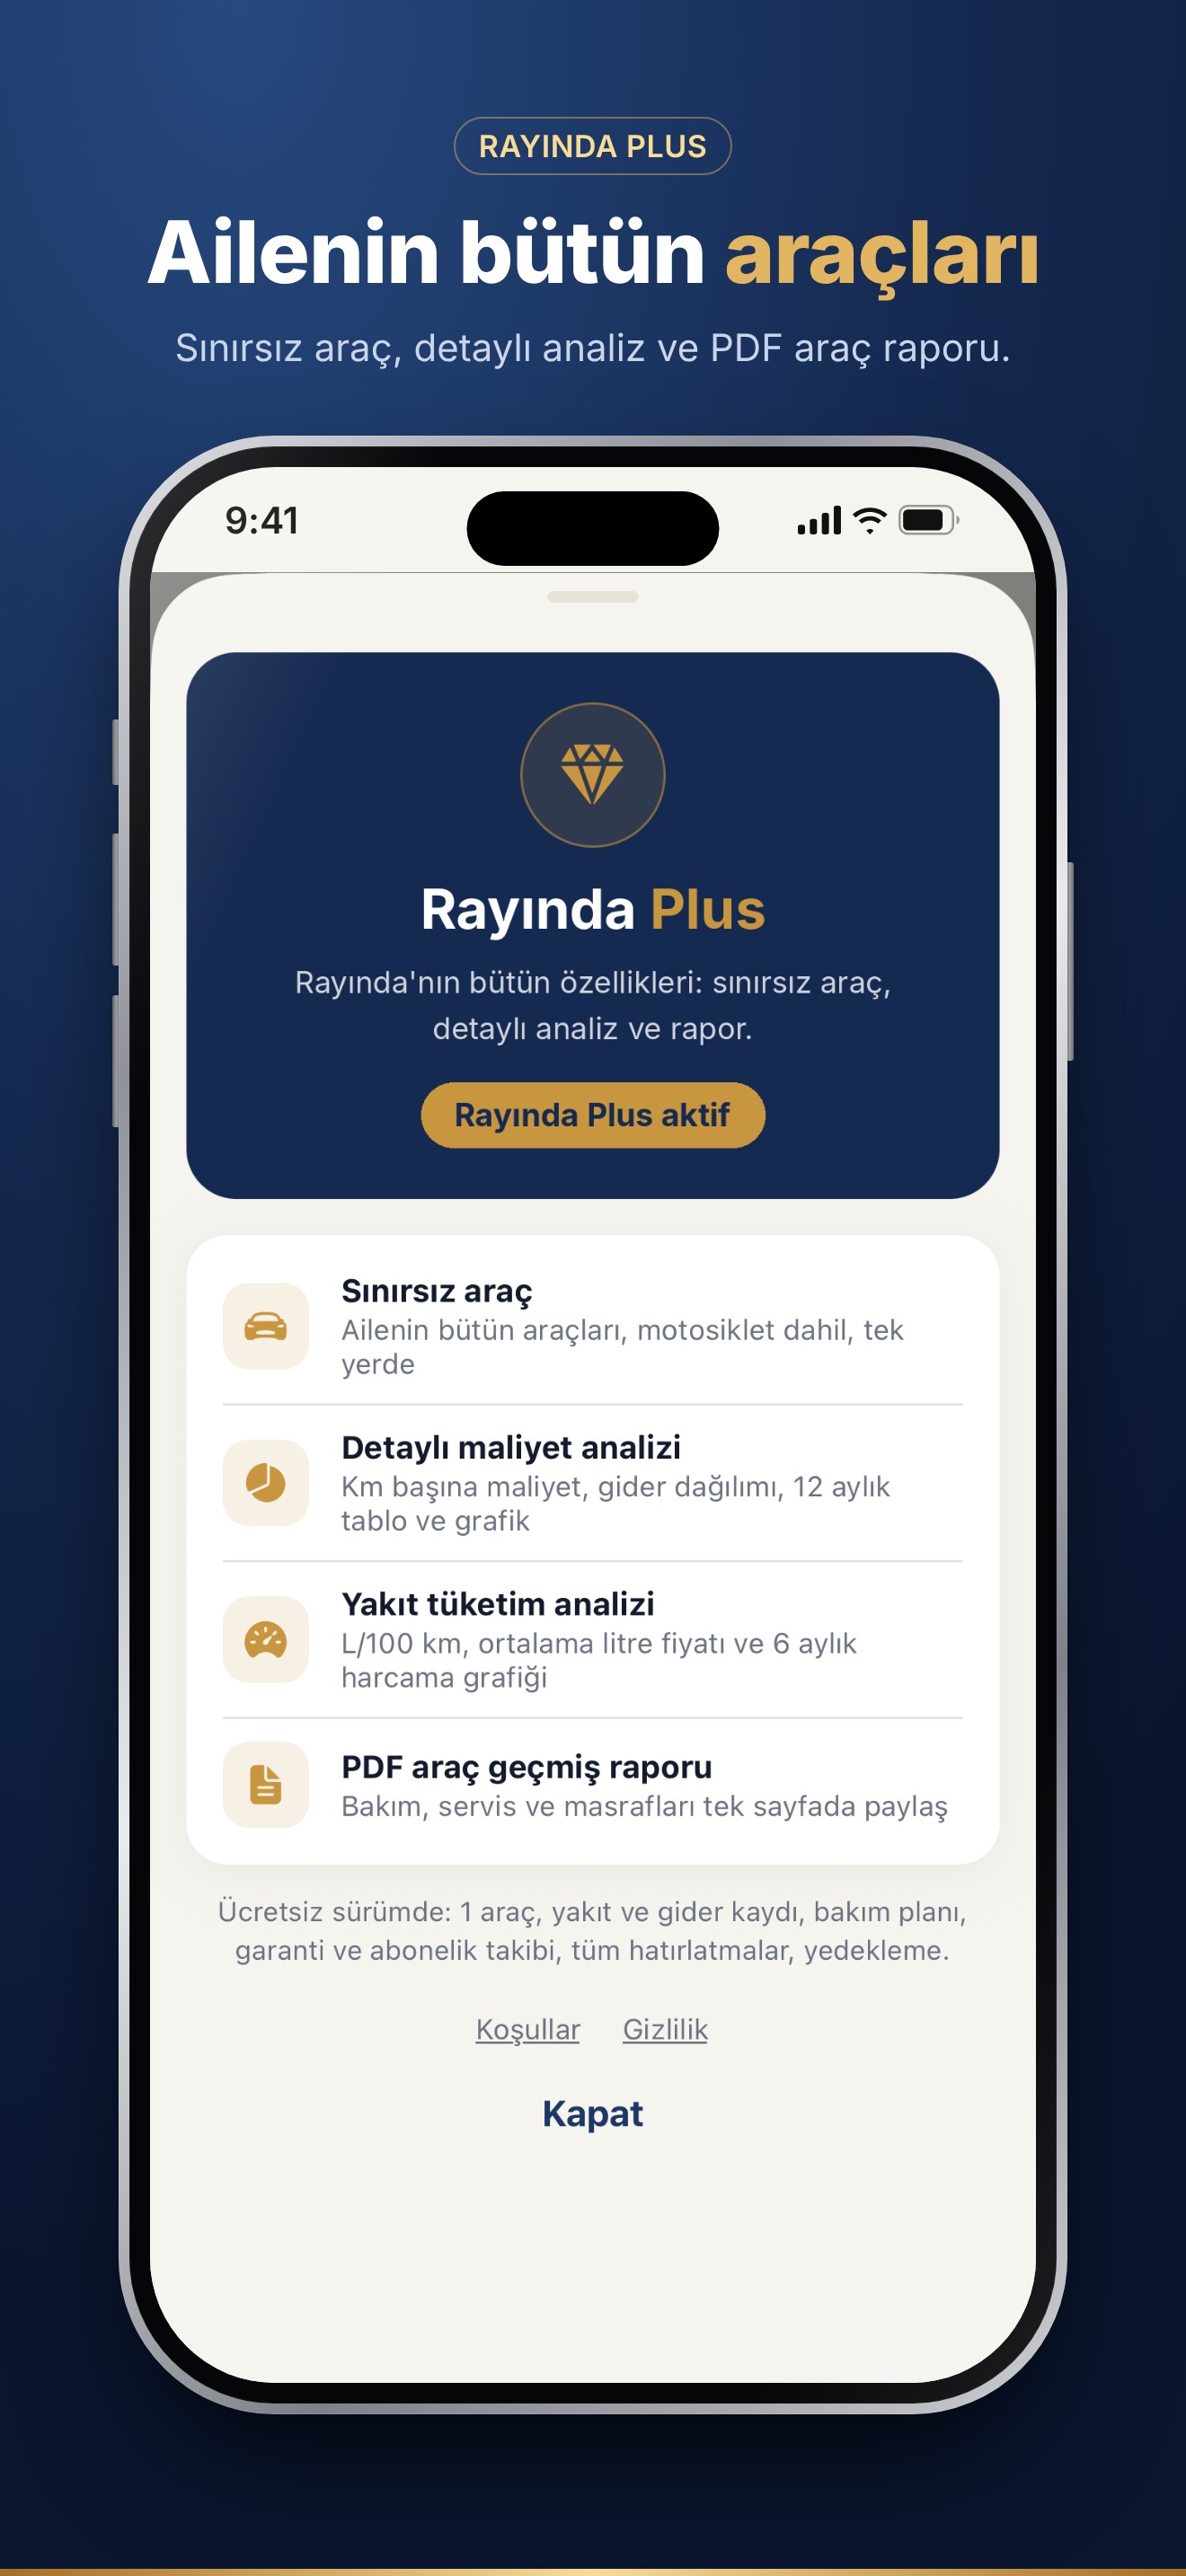 RAYINDA PLUS
Ailenin bütün araçları
Sınırsız araç, detaylı analiz ve PDF araç raporu.
9:41
Rayında Plus
Rayında'nın bütün özellikleri: sınırsız araç,
detaylı analiz ve rapor.
Rayında Plus aktif
Sınırsız araç
Ailenin bütün araçları, motosiklet dahil, tek
yerde
Detaylı maliyet analizi
Km başına maliyet, gider dağılımı, 12 aylık
tablo ve grafik
Yakıt tüketim analizi
L/100 km, ortalama litre fiyatı ve 6 aylık
harcama grafiği
PDF araç geçmiş raporu
Bakım, servis ve masrafları tek sayfada paylaş
Ücretsiz sürümde: 1 araç, yakıt ve gider kaydı, bakım planı,
garanti ve abonelik takibi, tüm hatırlatmalar, yedekleme.
Koşullar Gizlilik
Kapat